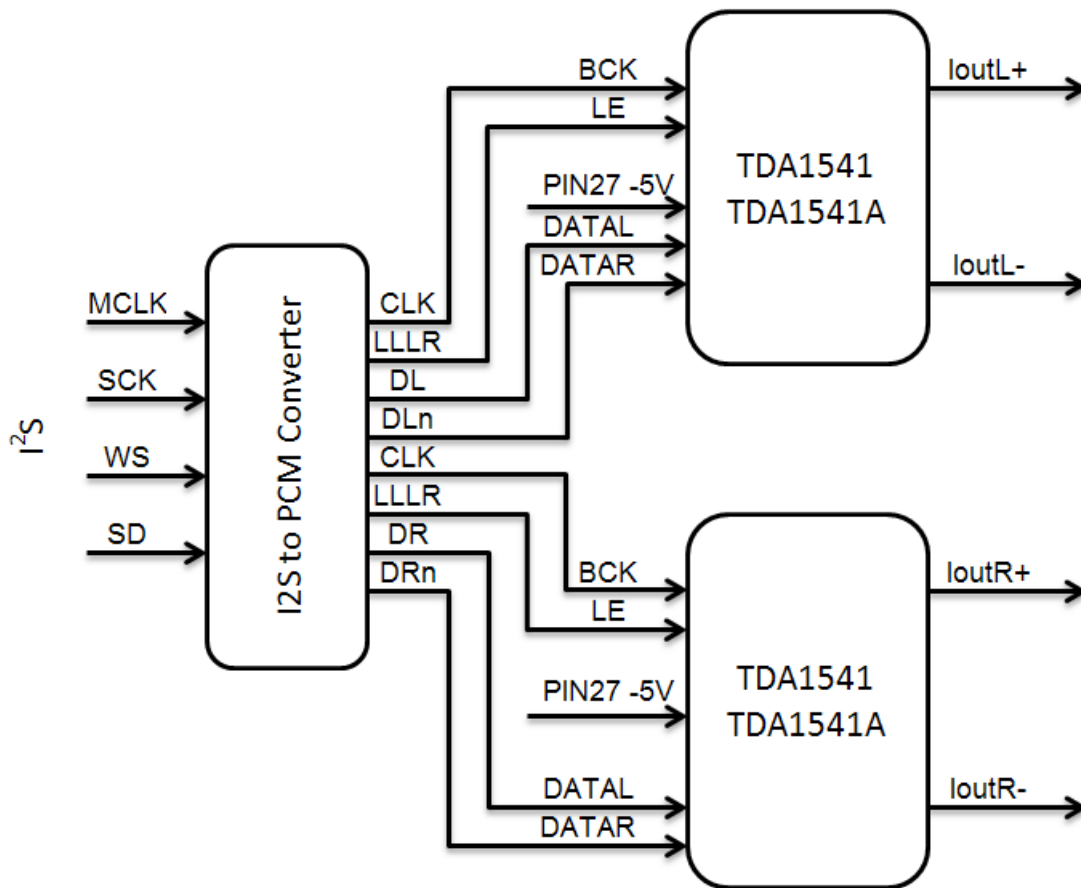 BCK
LE
PIN27 -5V
DATAL
DATAR
TDA1541
TDA1541A
IoutL+
IoutL-
I²S
MCLK
SCK
WS
SD
I2S to PCM Converter
CLK
LLLR
DL
DLn
CLK
LLLR
DR
DRn
BCK
LE
PIN27 -5V
DATAL
DATAR
TDA1541
TDA1541A
IoutR+
IoutR-